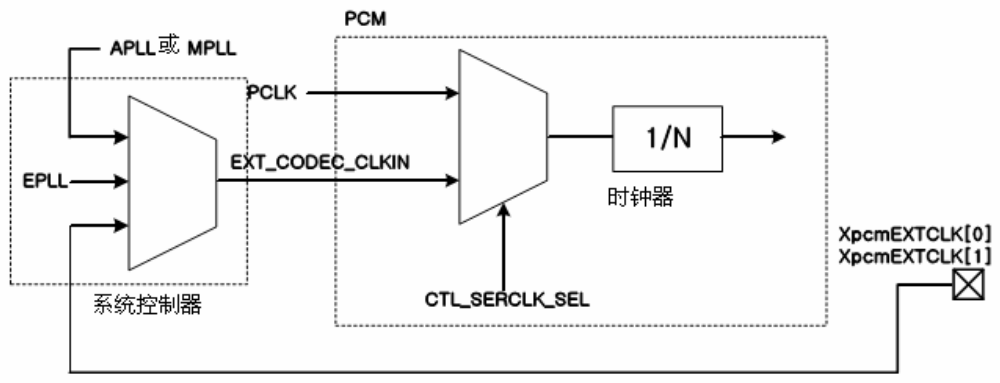 PCM
APLL或 MPLL
PCLK
1/N
EXT_CODEC_CLKIN
EPLL
时钟器
XpcmEXTCLK[0]
XpcmEXTCLK[1]
CTL_SERCLK_SEL
系统控制器